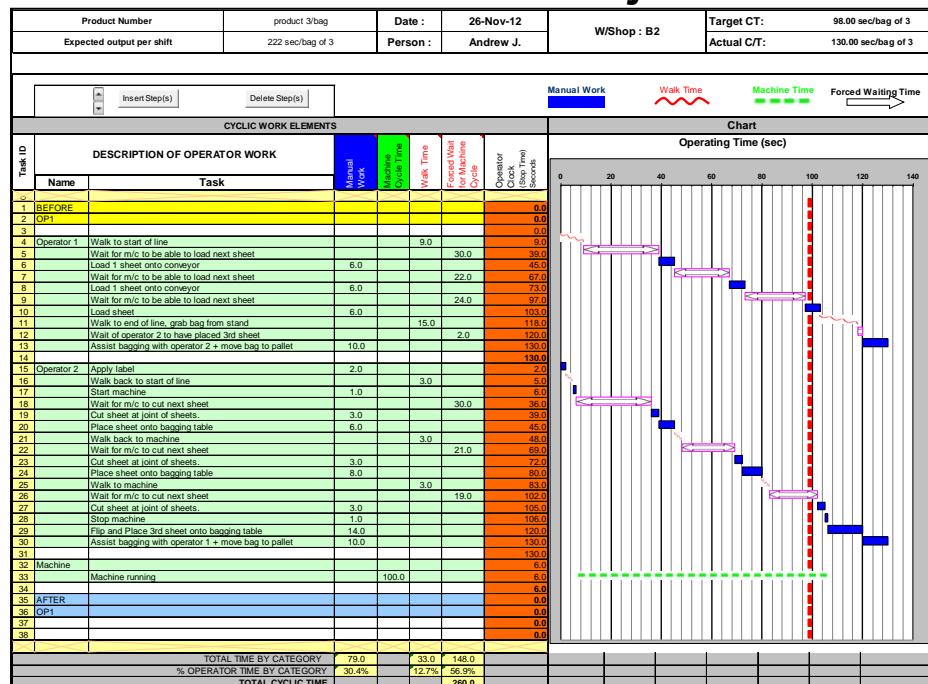 Product Number product 3/bag Date : 26-Nov-12 W/Shop : B2 Target CT: 98.00 sec/bag of 3
Expected output per shift 222 sec/bag of 3 Person : Andrew J. Actual C/T: 130.00 sec/bag of 3
Insert Step(s) Delete Step(s) Manual Work Walk Time Machine Time Forced Waiting Time
CYCLIC WORK ELEMENTS Chart
Task ID DESCRIPTION OF OPERATOR WORK Manual Work Machine Cycle Time Walk Time Forced Wait for Machine Cycle Operator Clock (Stop Time) Seconds Operating Time (sec)
Name Task 0 20 40 60 80 100 120 140
1 BEFORE 0.0
2 OP1 0.0
3 0.0
4 Operator 1 Walk to start of line 9.0 9.0
5 Wait for m/c to be able to load next sheet 30.0 39.0
6 Load 1 sheet onto conveyor 6.0 45.0
7 Wait for m/c to be able to load next sheet 22.0 67.0
8 Load 1 sheet onto conveyor 6.0 73.0
9 Wait for m/c to be able to load next sheet 24.0 97.0
10 Load sheet 6.0 103.0
11 Walk to end of line, grab bag from stand 15.0 118.0
12 Wait of operator 2 to have placed 3rd sheet 2.0 120.0
13 Assist bagging with operator 2 + move bag to pallet 10.0 130.0
14 130.0
15 Operator 2 Apply label 2.0 2.0
16 Walk back to start of line 3.0 5.0
17 Start machine 1.0 6.0
18 Wait for m/c to cut next sheet 30.0 36.0
19 Cut sheet at joint of sheets. 3.0 39.0
20 Place sheet onto bagging table 6.0 45.0
21 Walk back to machine 3.0 48.0
22 Wait for m/c to cut next sheet 21.0 69.0
23 Cut sheet at joint of sheets. 3.0 72.0
24 Place sheet onto bagging table 8.0 80.0
25 Walk to machine 3.0 83.0
26 Wait for m/c to cut next sheet 19.0 102.0
27 Cut sheet at joint of sheets. 3.0 105.0
28 Stop machine 1.0 106.0
29 Flip and Place 3rd sheet onto bagging table 14.0 120.0
30 Assist bagging with operator 1 + move bag to pallet 10.0 130.0
31 130.0
32 Machine 6.0
33 Machine running 100.0 6.0
34 6.0
35 AFTER 0.0
36 OP1 0.0
37 0.0
38 0.0
TOTAL TIME BY CATEGORY 79.0 33.0 148.0
% OPERATOR TIME BY CATEGORY 30.4% 12.7% 56.9%
TOTAL CYCLIC TIME 260.0